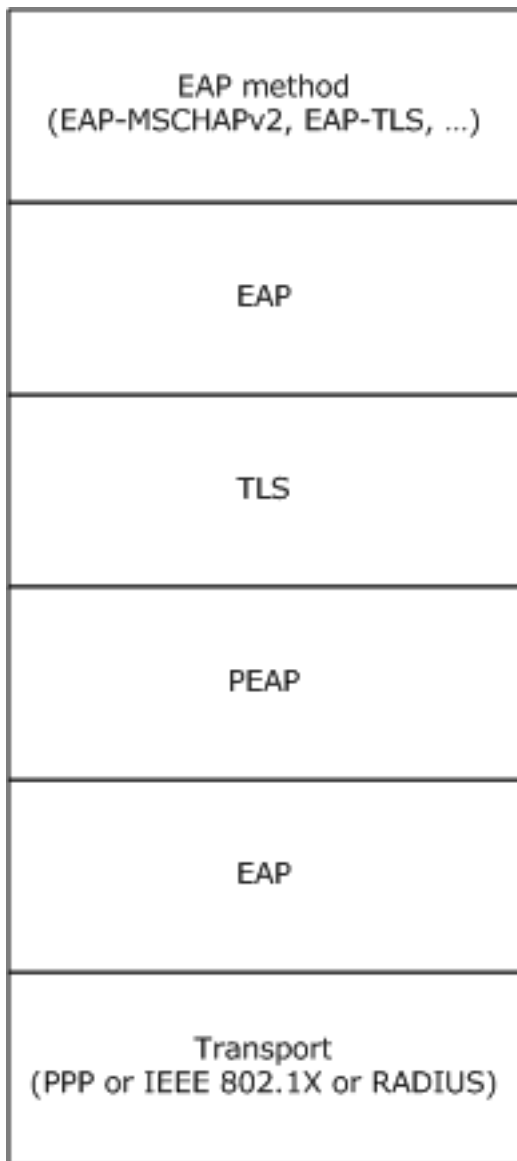 EAP method
(EAP-MSCHAPv2, EAP-TLS, ...)
EAP
TLS
PEAP
EAP
Transport
(PPP or IEEE 802.1X or RADIUS)